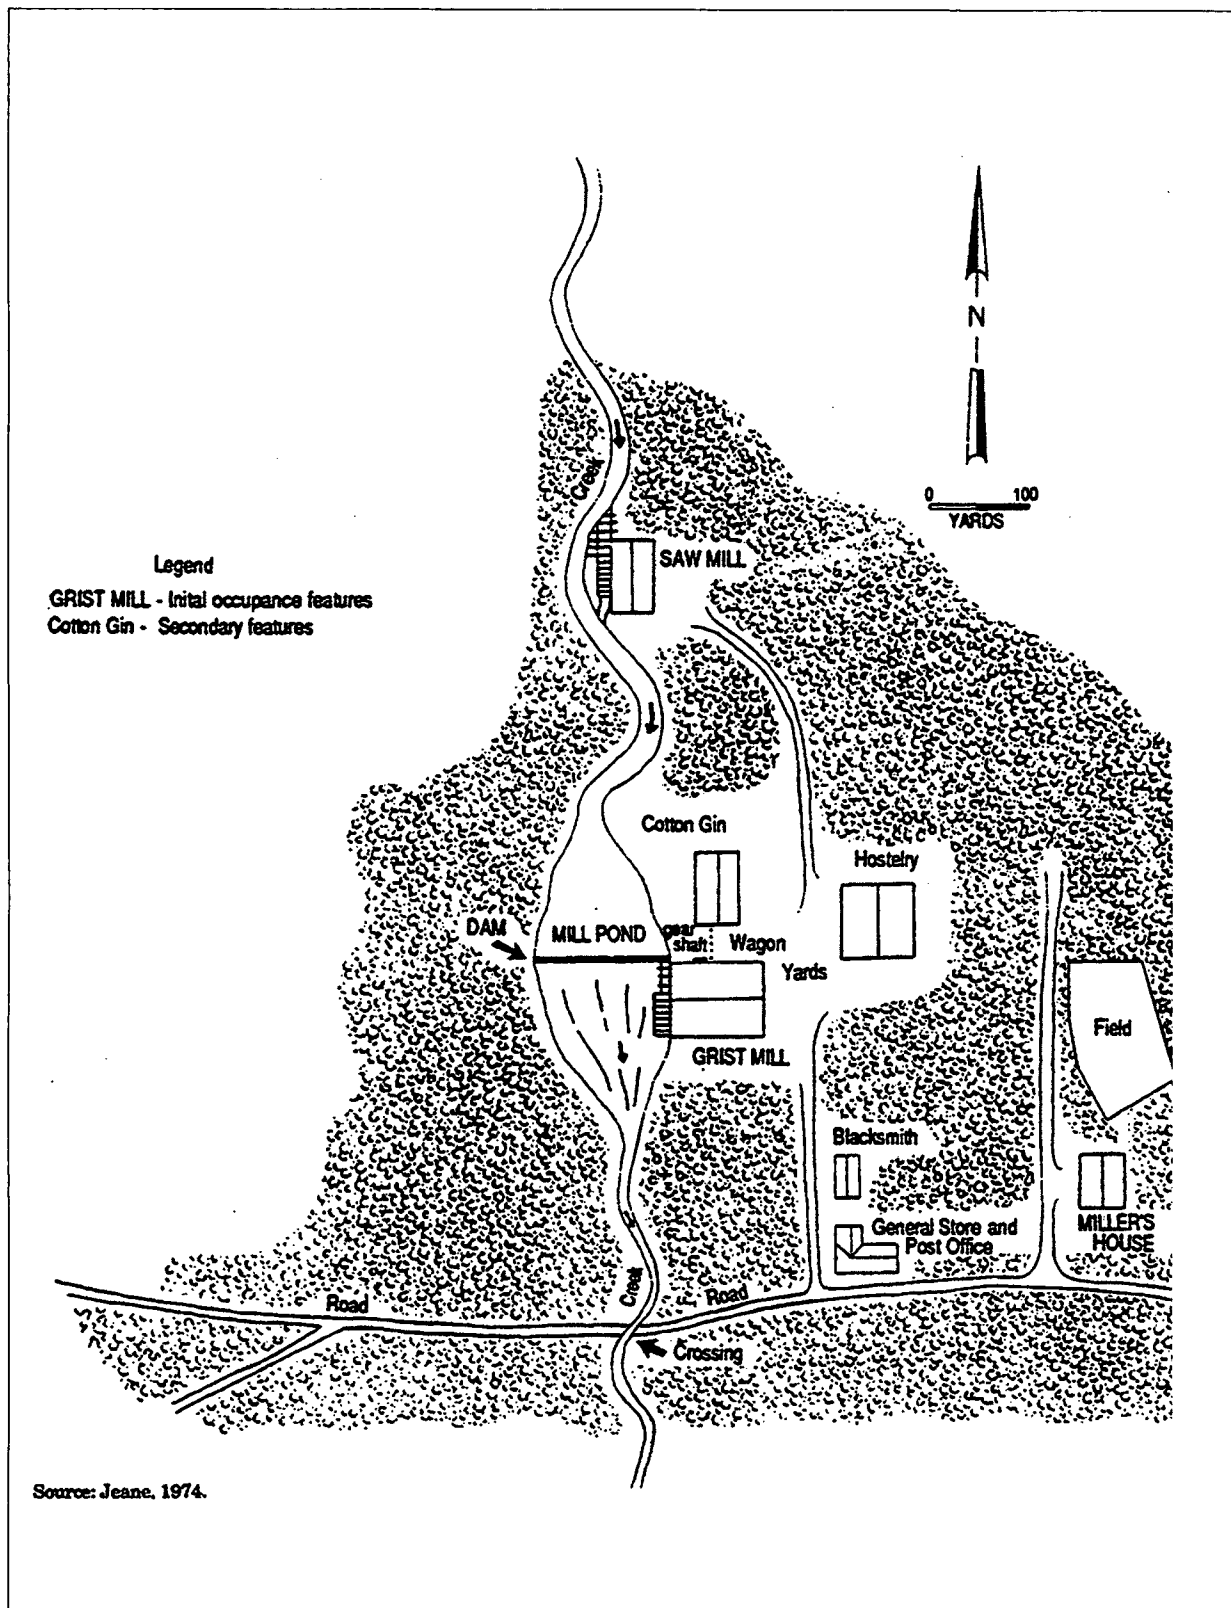 N
0 100
YARDS
Creek
SAW MILL
Legend
GRIST MILL - Inital occupance features
Cotton Gin - Secondary features
Cotton Gin
Hostelry
DAM
MILL POND
gear
shaft
Wagon
Yards
Field
GRIST MILL
Blacksmith
General Store and
Post Office
MILLER'S
HOUSE
Creek
Road
Road
Crossing
Source: Jeane, 1974.